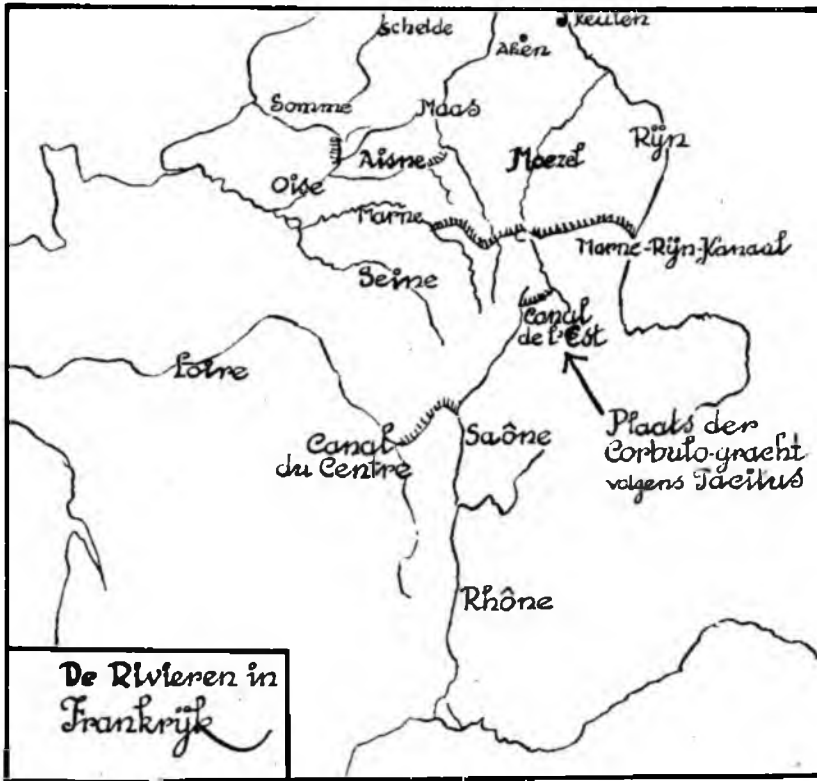 Schelde
Keulen
Aken
Somme
Maas
Aisne
Moezel
Rijn
Oise
Marne
Marne-Rijn-Kanaal
Seine
Canal
de l'Est
Loire
Plaats der
Corbulo-gracht
volgens Tacitus
Canal
du Centre
Saône
Rhône
De Rivieren in
Frankrijk